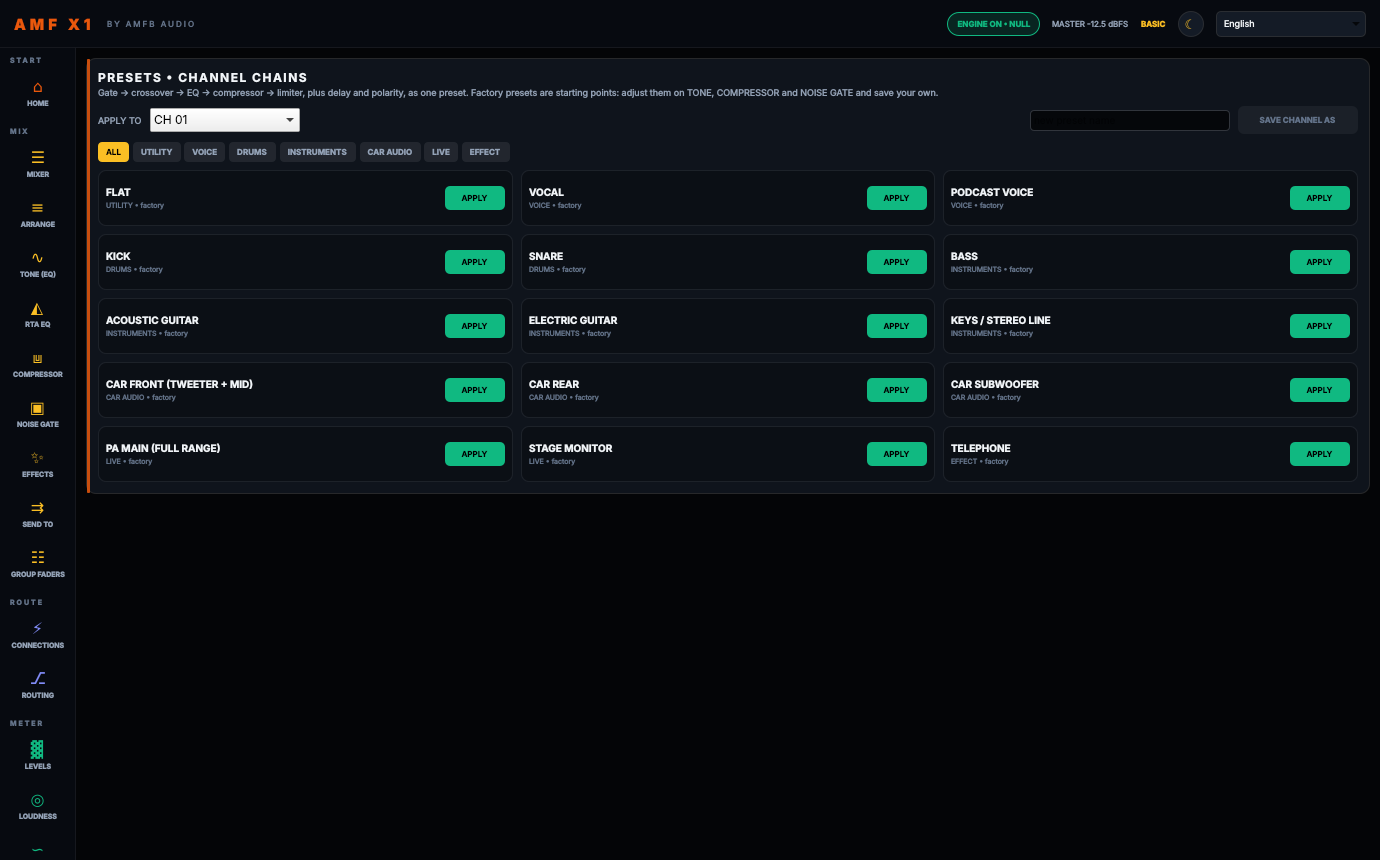 AMF X1 BY AMFB AUDIO
ENGINE ON • NULL MASTER -12.5 dBFS BASIC English
START
HOME
MIX
MIXER
ARRANGE
TONE (EQ)
RTA EQ
COMPRESSOR
NOISE GATE
EFFECTS
SEND TO
GROUP FADERS
ROUTE
CONNECTIONS
ROUTING
METER
LEVELS
LOUDNESS
PRESETS • CHANNEL CHAINS
Gate → crossover → EQ → compressor → limiter, plus delay and polarity, as one preset. Factory presets are starting points: adjust them on TONE, COMPRESSOR and NOISE GATE and save your own.
APPLY TO CH 01 SAVE CHANNEL AS
ALL UTILITY VOICE DRUMS INSTRUMENTS CAR AUDIO LIVE EFFECT
FLAT
UTILITY • factory
APPLY
VOCAL
VOICE • factory
APPLY
PODCAST VOICE
VOICE • factory
APPLY
KICK
DRUMS • factory
APPLY
SNARE
DRUMS • factory
APPLY
BASS
INSTRUMENTS • factory
APPLY
ACOUSTIC GUITAR
INSTRUMENTS • factory
APPLY
ELECTRIC GUITAR
INSTRUMENTS • factory
APPLY
KEYS / STEREO LINE
INSTRUMENTS • factory
APPLY
CAR FRONT (TWEETER + MID)
CAR AUDIO • factory
APPLY
CAR REAR
CAR AUDIO • factory
APPLY
CAR SUBWOOFER
CAR AUDIO • factory
APPLY
PA MAIN (FULL RANGE)
LIVE • factory
APPLY
STAGE MONITOR
LIVE • factory
APPLY
TELEPHONE
EFFECT • factory
APPLY